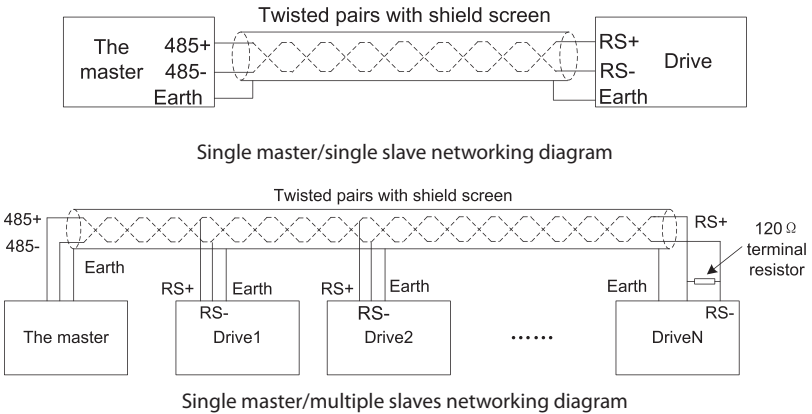 Twisted pairs with shield screen
The master
485+
485-
Earth
RS+
RS-
Earth
Drive
Single master/single slave networking diagram
Twisted pairs with shield screen
485+
485-
Earth
RS+
Earth
RS+
Earth
Earth
RS+
120 Ω
terminal
resistor
The master
RS-
Drive1
RS-
Drive2
......
DriveN
RS-
Single master/multiple slaves networking diagram